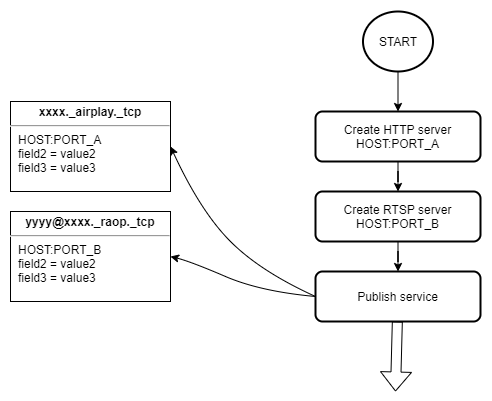 START
Create HTTP server
HOST:PORT_A
Create RTSP server
HOST:PORT_B
Publish service
xxxx._airplay._tcp
HOST:PORT_A
field2 = value2
field3 = value3
yyyy@xxxx._raop._tcp
HOST:PORT_B
field2 = value2
field3 = value3